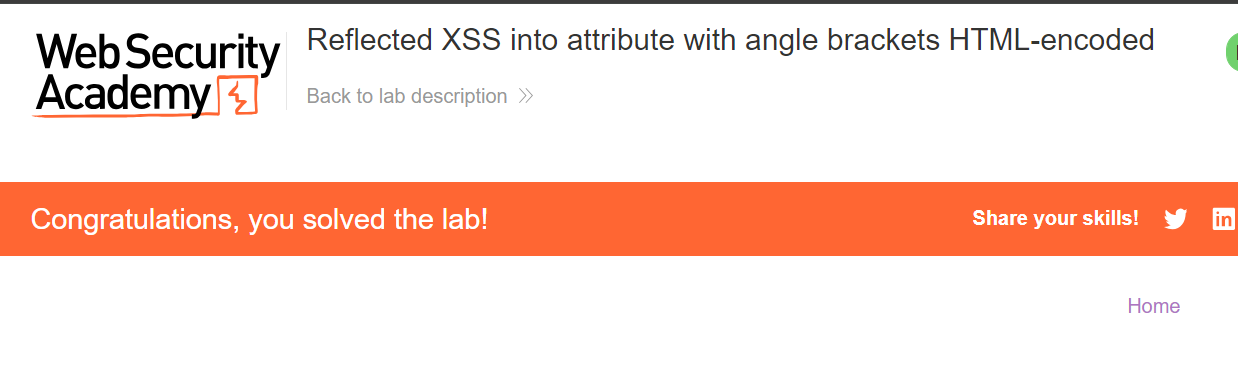 Web Security
Academy
Reflected XSS into attribute with angle brackets HTML-encoded
Back to lab description
Congratulations, you solved the lab!
Share your skills!
in
Home